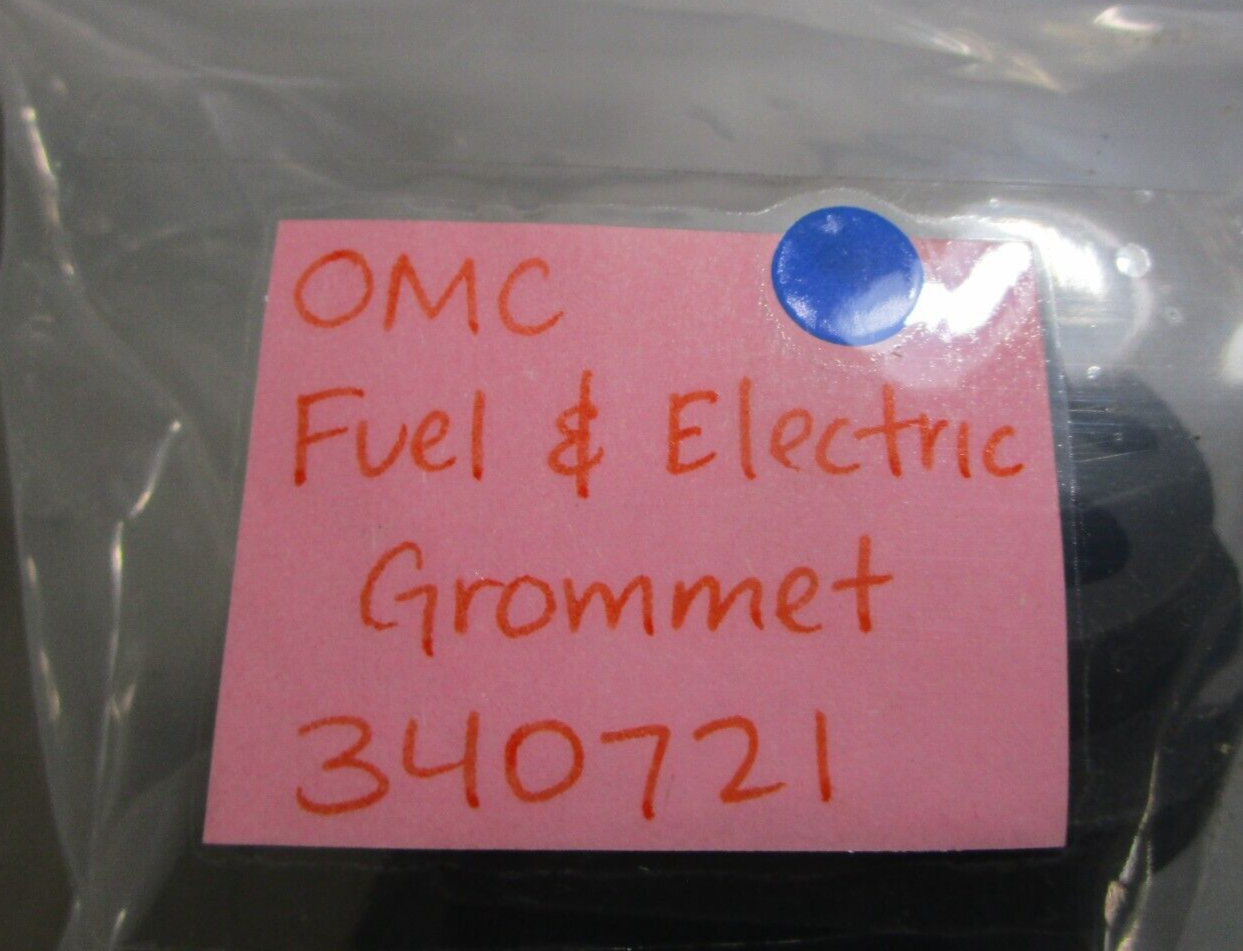 OMC
Fuel & Electric
Grommet
340721